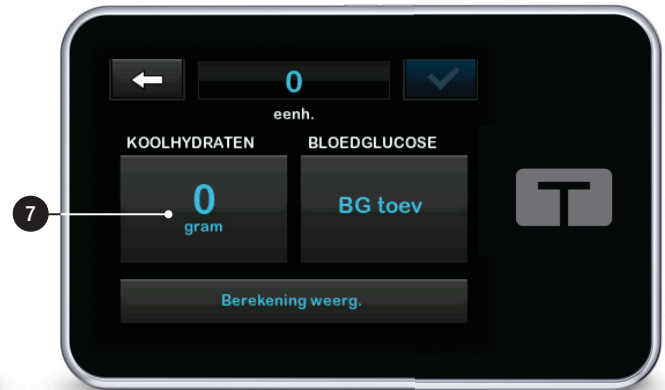 0
eenh.
KOOLHYDRATEN BLOEDGLUCOSE
0 BG toev
gram
Berekening weerg.
7
T